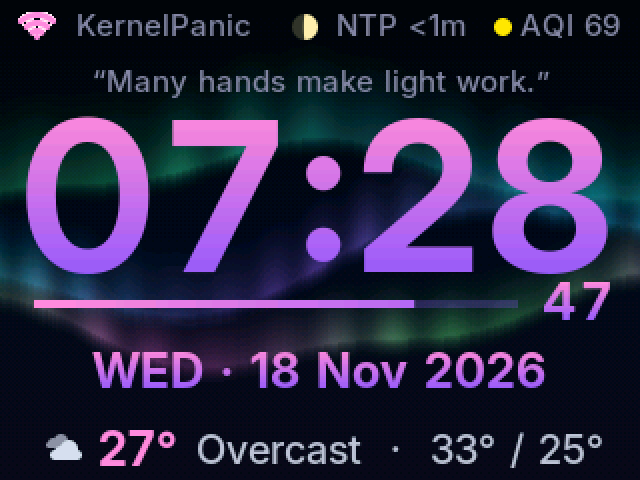 KernelPanic NTP <1m AQI 69
“Many hands make light work.”
07:28
47
WED · 18 Nov 2026
27° Overcast · 33° / 25°